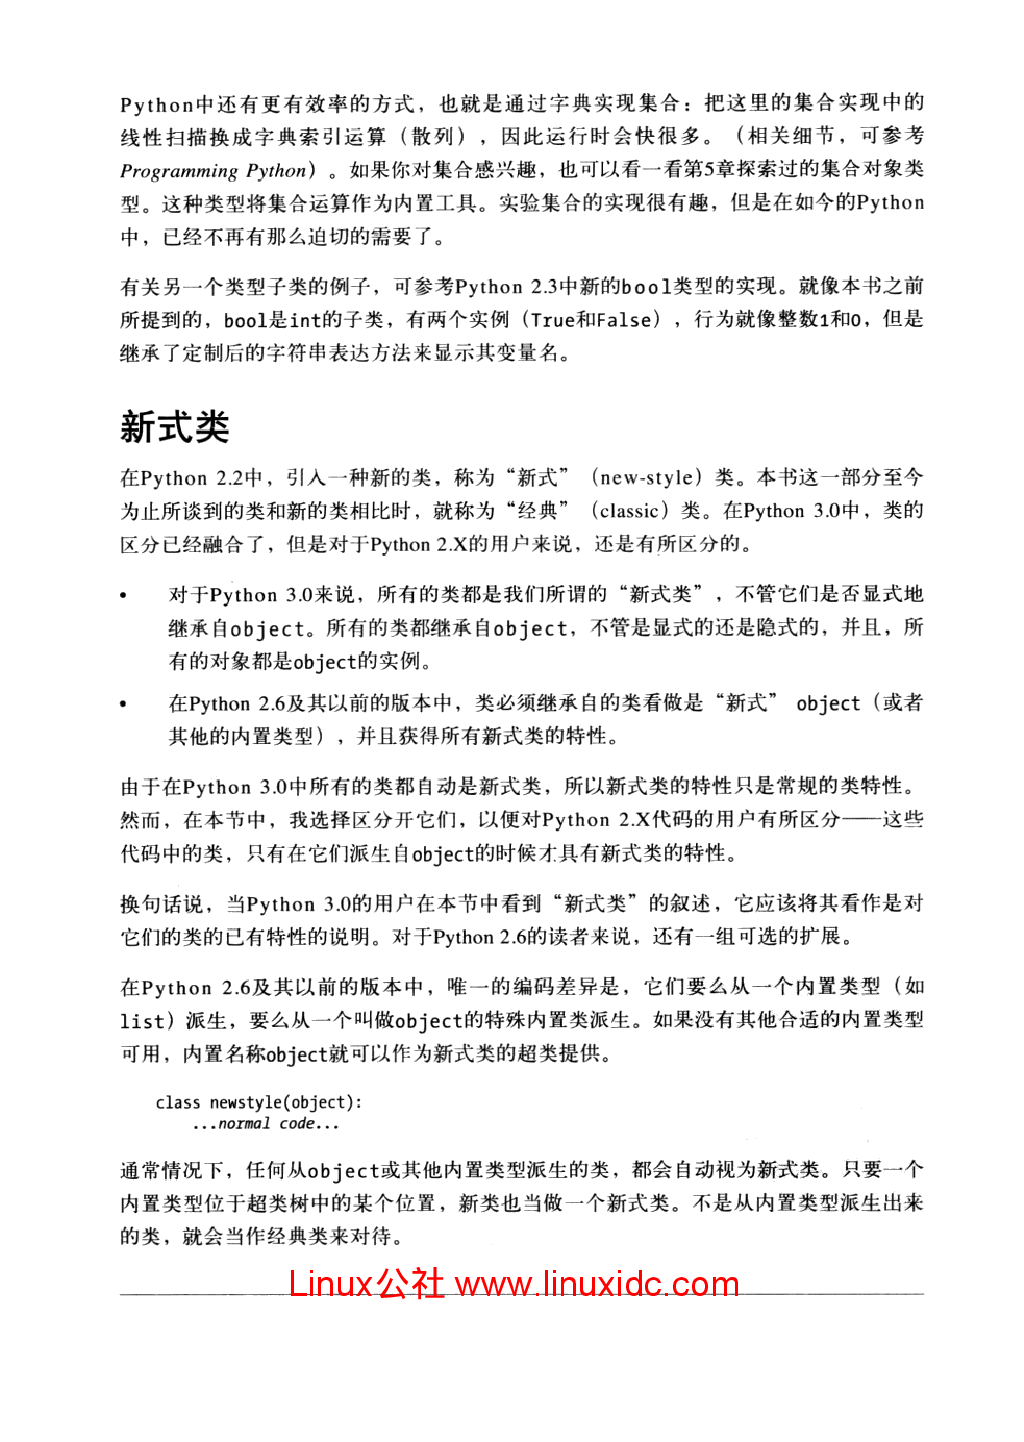 Python中还有更有效率的方式，也就是通过字典实现集合：把这里的集合实现中的
线性扫描换成字典索引运算（散列），因此运行时会快很多。（相关细节，可参考
Programming Python）。如果你对集合感兴趣，也可以看一看第5章探索过的集合对象类
型。这种类型将集合运算作为内置工具。实验集合的实现很有趣，但是在如今的Python
中，已经不再有那么迫切的需要了。
有关另一个类型子类的例子，可参考Python 2.3中新的bool类型的实现。就像本书之前
所提到的，bool是int的子类，有两个实例（True和False），行为就像整数1和0，但是
继承了定制后的字符串表达方法来显示其变量名。
新式类
在Python 2.2中，引入一种新的类，称为“新式”（new-style）类。本书这一部分至今
为止所谈到的类和新的类相比时，就称为“经典”（classic）类。在Python 3.0中，类的
区分已经融合了，但是对于Python 2.X的用户来说，还是有所区分的。
• 对于Python 3.0来说，所有的类都是我们所谓的“新式类”，不管它们是否显式地
继承自object。所有的类都继承自object，不管是显式的还是隐式的，并且，所
有的对象都是object的实例。
• 在Python 2.6及其以前的版本中，类必须继承自的类看做是“新式” object（或者
其他的内置类型），并且获得所有新式类的特性。
由于在Python 3.0中所有的类都自动是新式类，所以新式类的特性只是常规的类特性。
然而，在本节中，我选择区分开它们，以便对Python 2.X代码的用户有所区分——这些
代码中的类，只有在它们派生自object的时候才具有新式类的特性。
换句话说，当Python 3.0的用户在本节中看到“新式类”的叙述，它应该将其看作是对
它们的类的已有特性的说明。对于Python 2.6的读者来说，还有一组可选的扩展。
在Python 2.6及其以前的版本中，唯一的编码差异是，它们要么从一个内置类型（如
list）派生，要么从一个叫做object的特殊内置类派生。如果没有其他合适的内置类型
可用，内置名称object就可以作为新式类的超类提供。
class newstyle(object):
...normal code...
通常情况下，任何从object或其他内置类型派生的类，都会自动视为新式类。只要一个
内置类型位于超类树中的某个位置，新类也当做一个新式类。不是从内置类型派生出来
的类，就会当作经典类来对待。
Linux公社 www.linuxidc.com